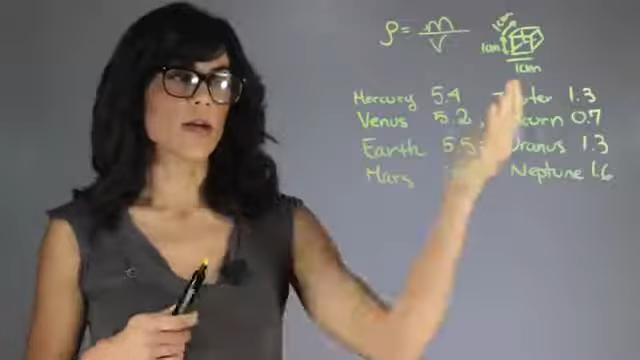 ρ = m/v
1cm
1cm
1cm
Mercury 5.4 1.3
Venus 5.2 0.7
Earth 5.5 Uranus 1.3
Mars Neptune 1.6